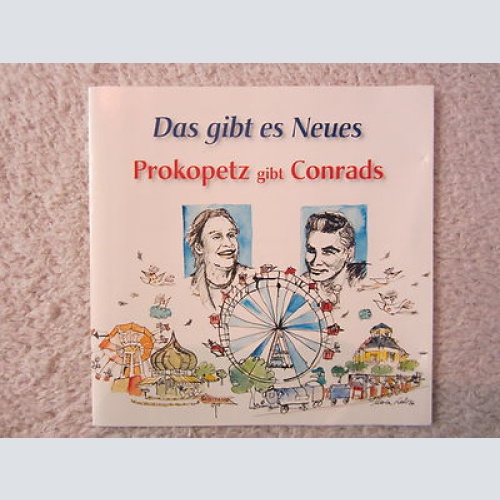 Das gibt es Neues
Prokopetz gibt Conrads